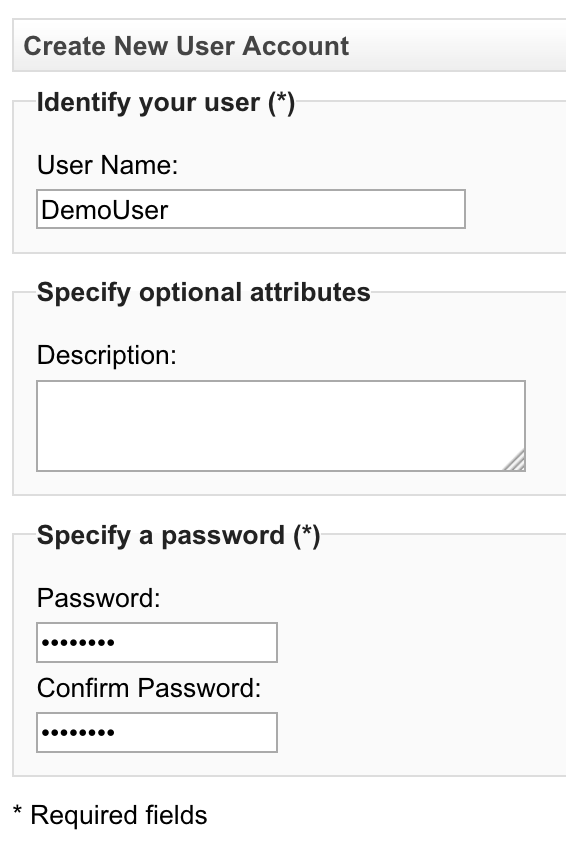 Create New User Account
Identify your user (*)
User Name:
DemoUser
Specify optional attributes
Description:
Specify a password (*)
Password:
••••••••
Confirm Password:
••••••••
* Required fields